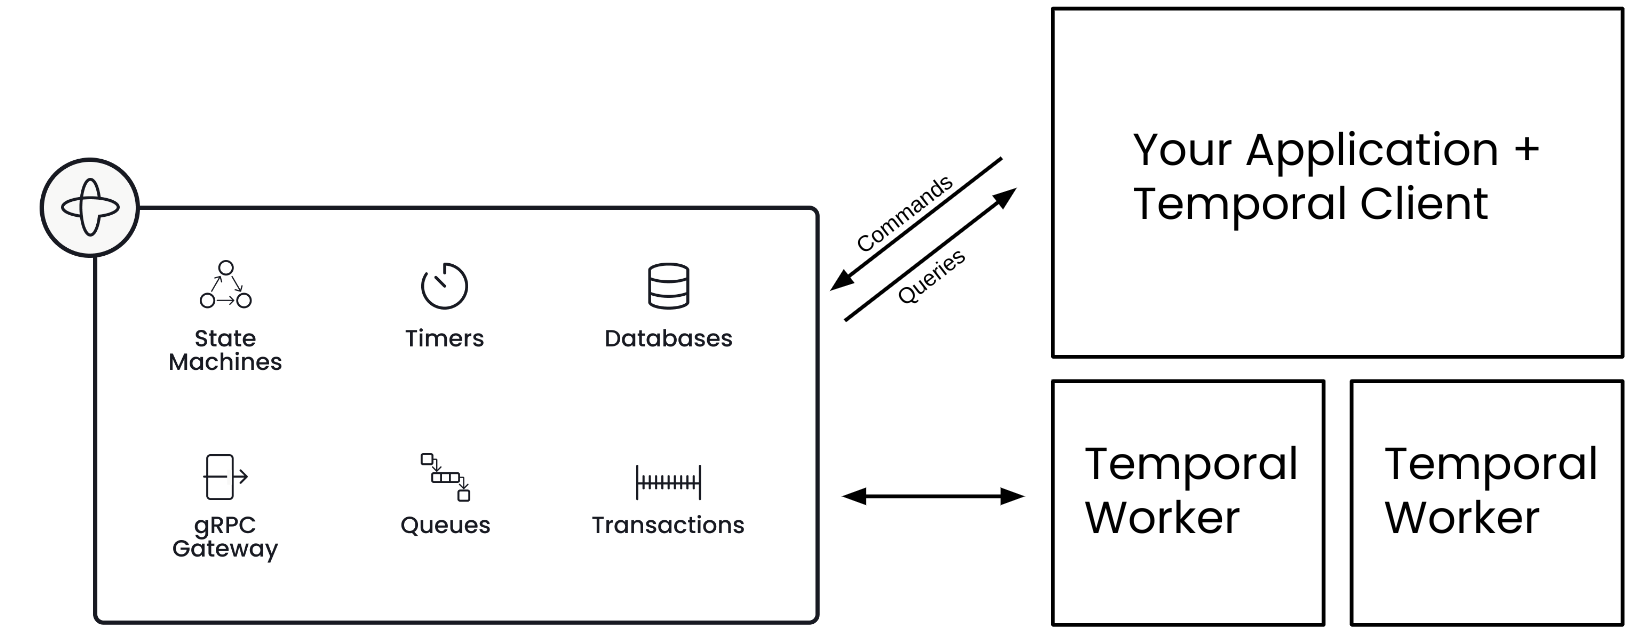 Your Application +
Temporal Client
Commands
Queries
State
Machines
Timers
Databases
gRPC
Gateway
Queues
Transactions
Temporal
Worker
Temporal
Worker